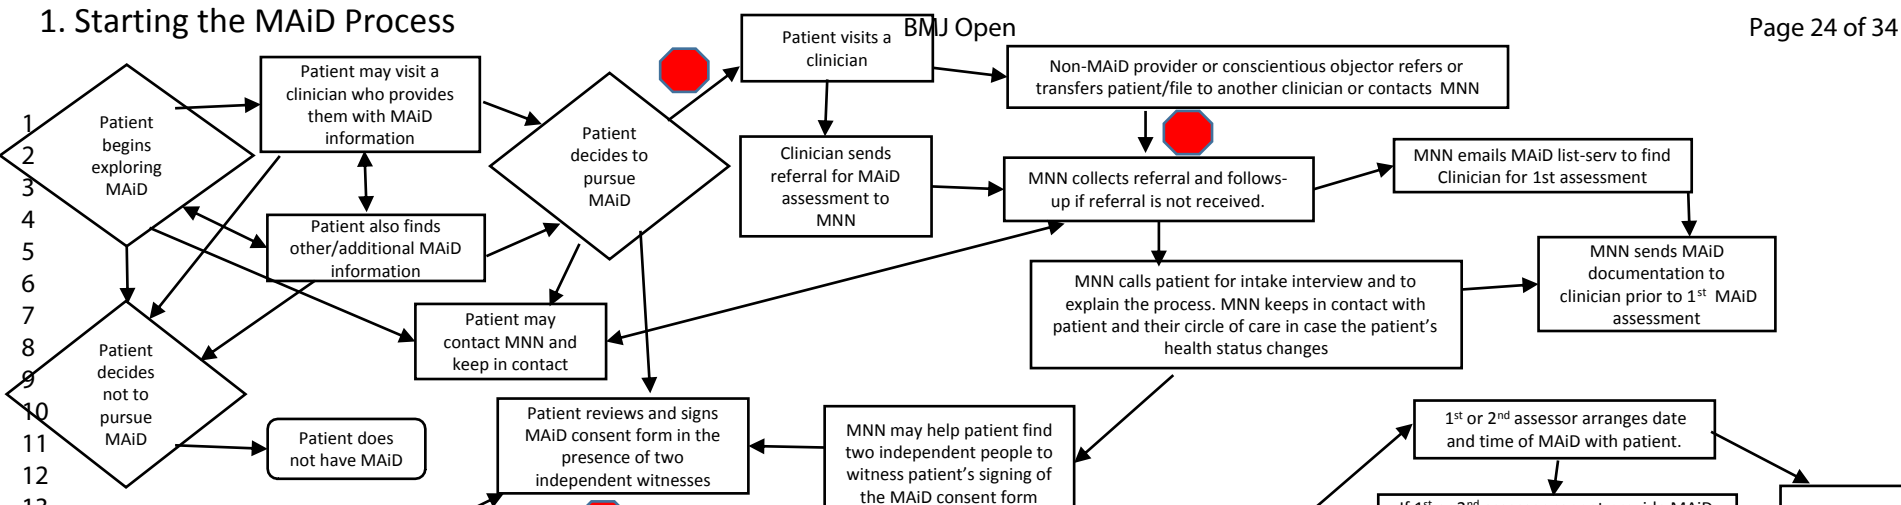 1. Starting the MAiD Process
BMJ Open
Page 24 of 34
1
2
3
4
5
6
7
8
9
10
11
12
Patient
begins
exploring
MAiD
Patient may visit a
clinician who provides
them with MAiD
information
Patient also finds
other/additional MAiD
information
Patient
decides to
pursue
MAiD
Patient visits a
clinician
Non-MAiD provider or conscientious objector refers or
transfers patient/file to another clinician or contacts MNN
Clinician sends
referral for MAiD
assessment to
MNN
MNN collects referral and follows-
up if referral is not received.
MNN emails MAiD list-serv to find
Clinician for 1st assessment
MNN sends MAiD
documentation to
clinician prior to 1st MAiD
assessment
MNN calls patient for intake interview and to
explain the process. MNN keeps in contact with
patient and their circle of care in case the patient's
health status changes
Patient may
contact MNN and
keep in contact
Patient
decides
not to
pursue
MAiD
Patient does
not have MAiD
Patient reviews and signs
MAiD consent form in the
presence of two
independent witnesses
MNN may help patient find
two independent people to
witness patient's signing of
the MAiD consent form
1st or 2nd assessor arranges date
and time of MAiD with patient.